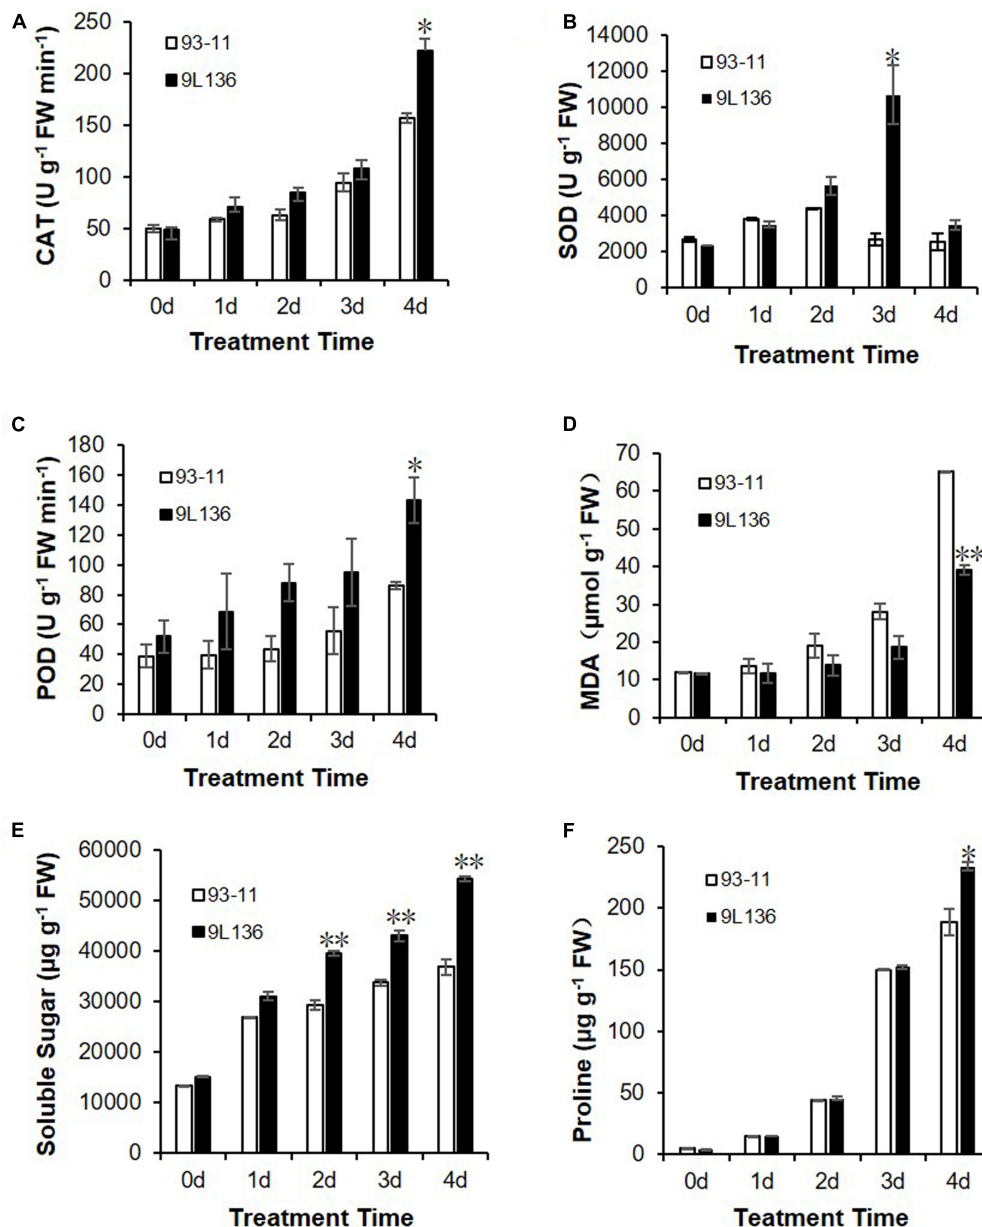 A
CAT (U g-1 FW min-1)
250
200
150
100
50
0
93-11
9L136
*
0d 1d 2d 3d 4d
Treatment Time
B
SOD (U g-1 FW)
14000
12000
10000
8000
6000
4000
2000
0
93-11
9L136
*
0d 1d 2d 3d 4d
Treatment Time
C
POD (U g-1 FW min-1)
180
160
140
120
100
80
60
40
20
0
93-11
9L136
*
0d 1d 2d 3d 4d
Treatment Time
D
MDA (μmol g-1 FW)
70
60
50
40
30
20
10
0
93-11
9L136
**
0d 1d 2d 3d 4d
Treatment Time
E
Soluble Sugar (μg g-1 FW)
60000
50000
40000
30000
20000
10000
0
93-11
9L136
** ** **
0d 1d 2d 3d 4d
Treatment Time
F
Proline (μg g-1 FW)
250
200
150
100
50
0
93-11
9L136
*
0d 1d 2d 3d 4d
Teatment Time